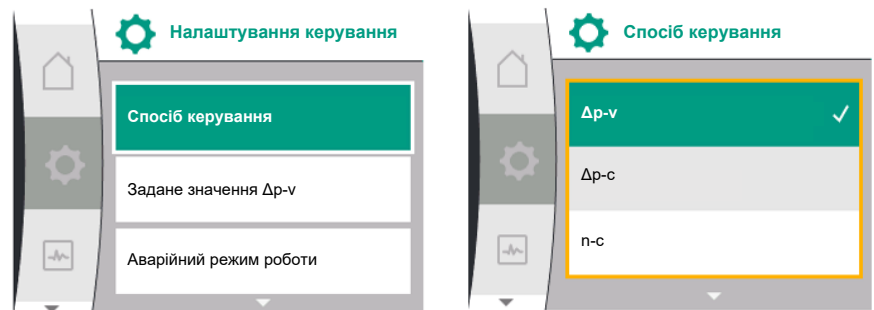 Налаштування керування
Спосіб керування
Задане значення Δp-v
Аварійний режим роботи
Спосіб керування
Δp-v
Δp-c
n-c